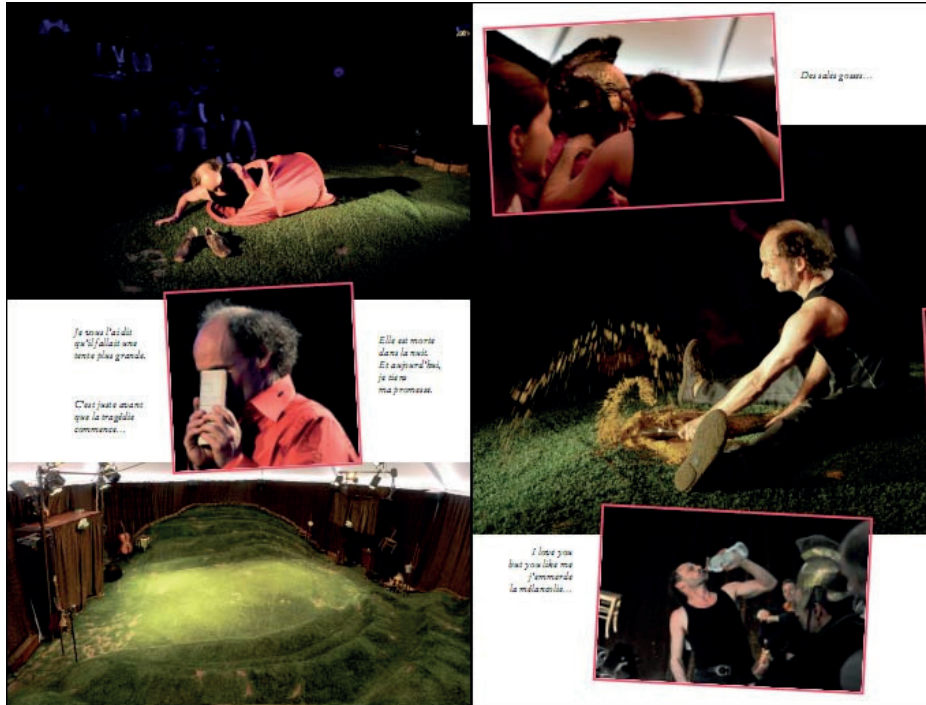 Des sales gosses...
Je vous l'ai dit
qu'il fallait une
tente plus grande.
C'est juste avant
que la tragédie
commence...
Elle est morte
dans la nuit.
Et aujourd'hui,
je tiens
ma promesse.
I love you
but you like me
j'emmerde
la mélancolie...